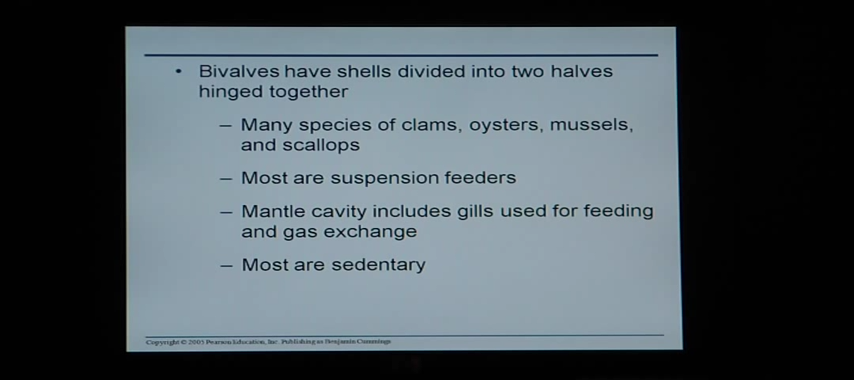 • Bivalves have shells divided into two halves
hinged together
– Many species of clams, oysters, mussels,
and scallops
– Most are suspension feeders
– Mantle cavity includes gills used for feeding
and gas exchange
– Most are sedentary
Copyright © 2005 Pearson Education, Inc. Publishing as Benjamin Cummings